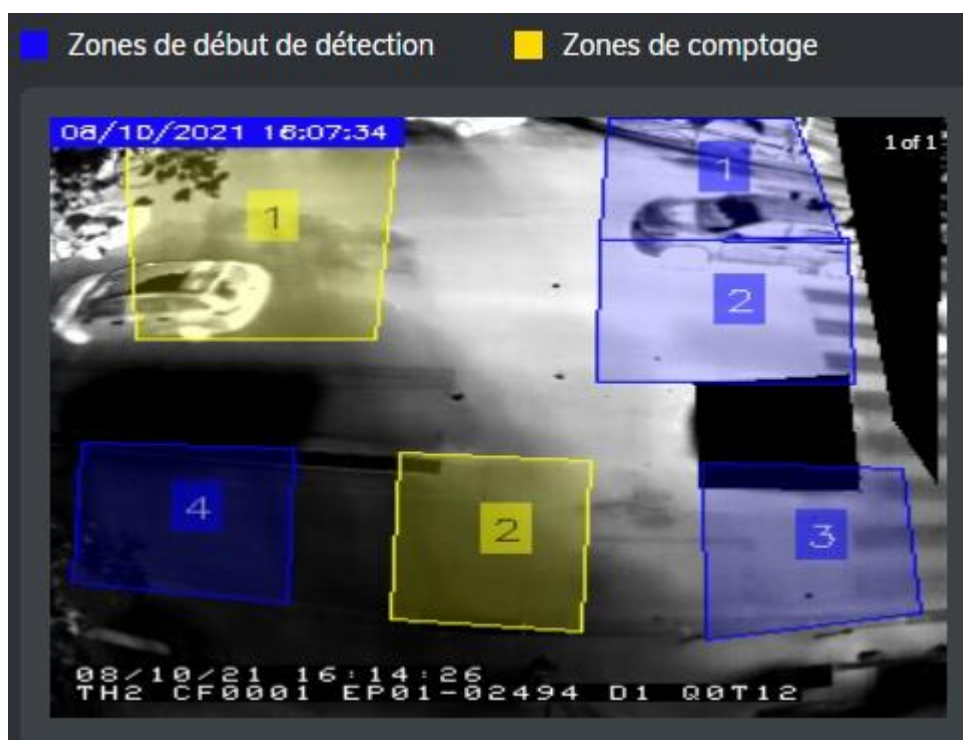 Zones de début de détection
Zones de comptage
08/10/2021 16:07:34
1 of 1
1
1
2
4
2
3
08/10/21 16:14:26
TH2 CF0001 EP01-02494 D1 Q0T12